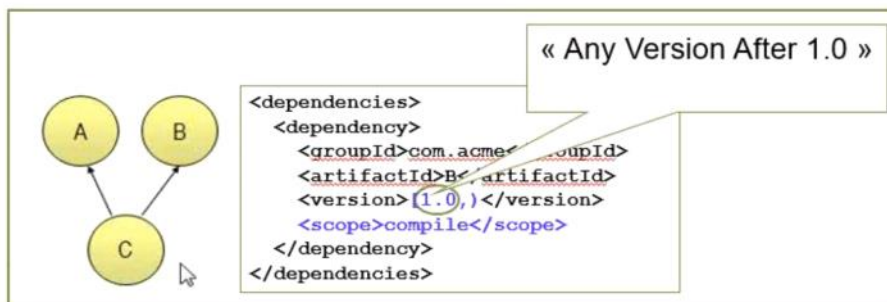 « Any Version After 1.0 »
A
B
C
<dependencies>
<dependency>
<groupId>com.acme</groupId>
<artifactId>B</artifactId>
<version>[1.0,)</version>
<scope>compile</scope>
</dependency>
</dependencies>